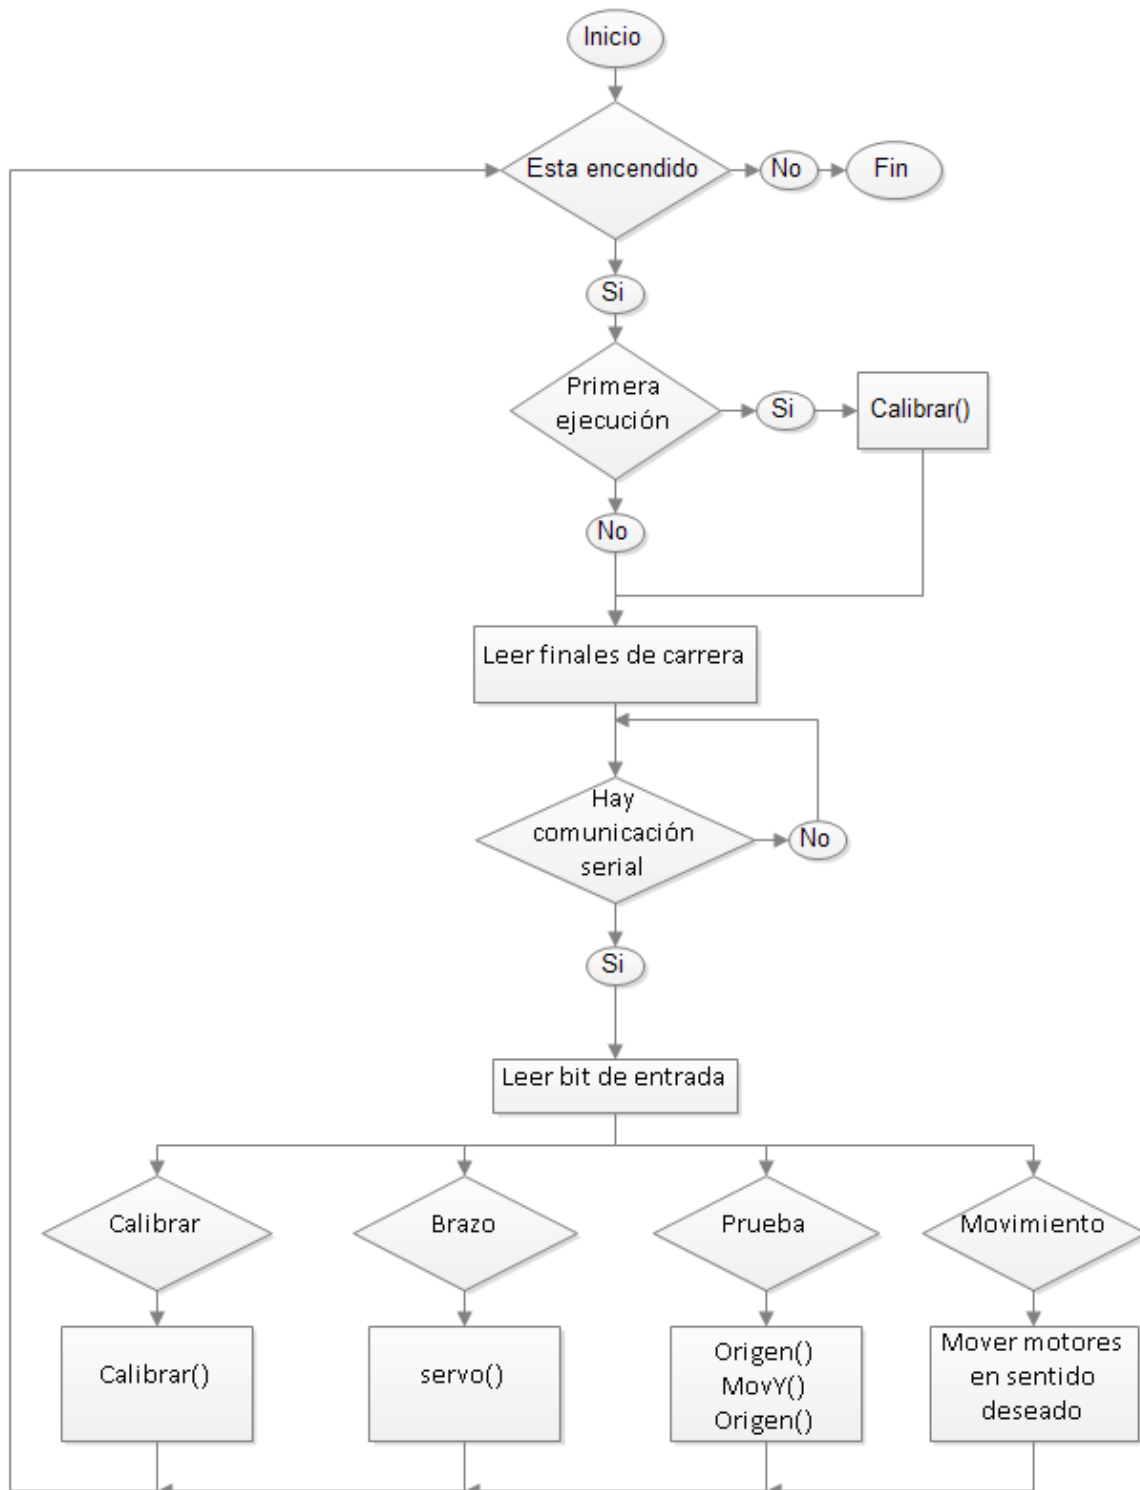 Inicio
Esta encendido
No
Fin
Si
Primera
ejecución
Si
Calibrar()
No
Leer finales de carrera
Hay
comunicación
serial
No
Si
Leer bit de entrada
Calibrar
Brazo
Prueba
Movimiento
Calibrar()
servo()
Origen()
MovY()
Origen()
Mover motores
en sentido
deseado